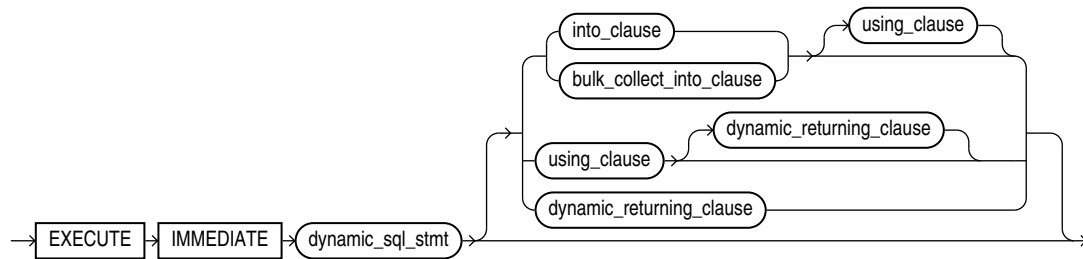 into_clause
using_clause
bulk_collect_into_clause
dynamic_returning_clause
using_clause
dynamic_returning_clause
EXECUTE IMMEDIATE dynamic_sql_stmt